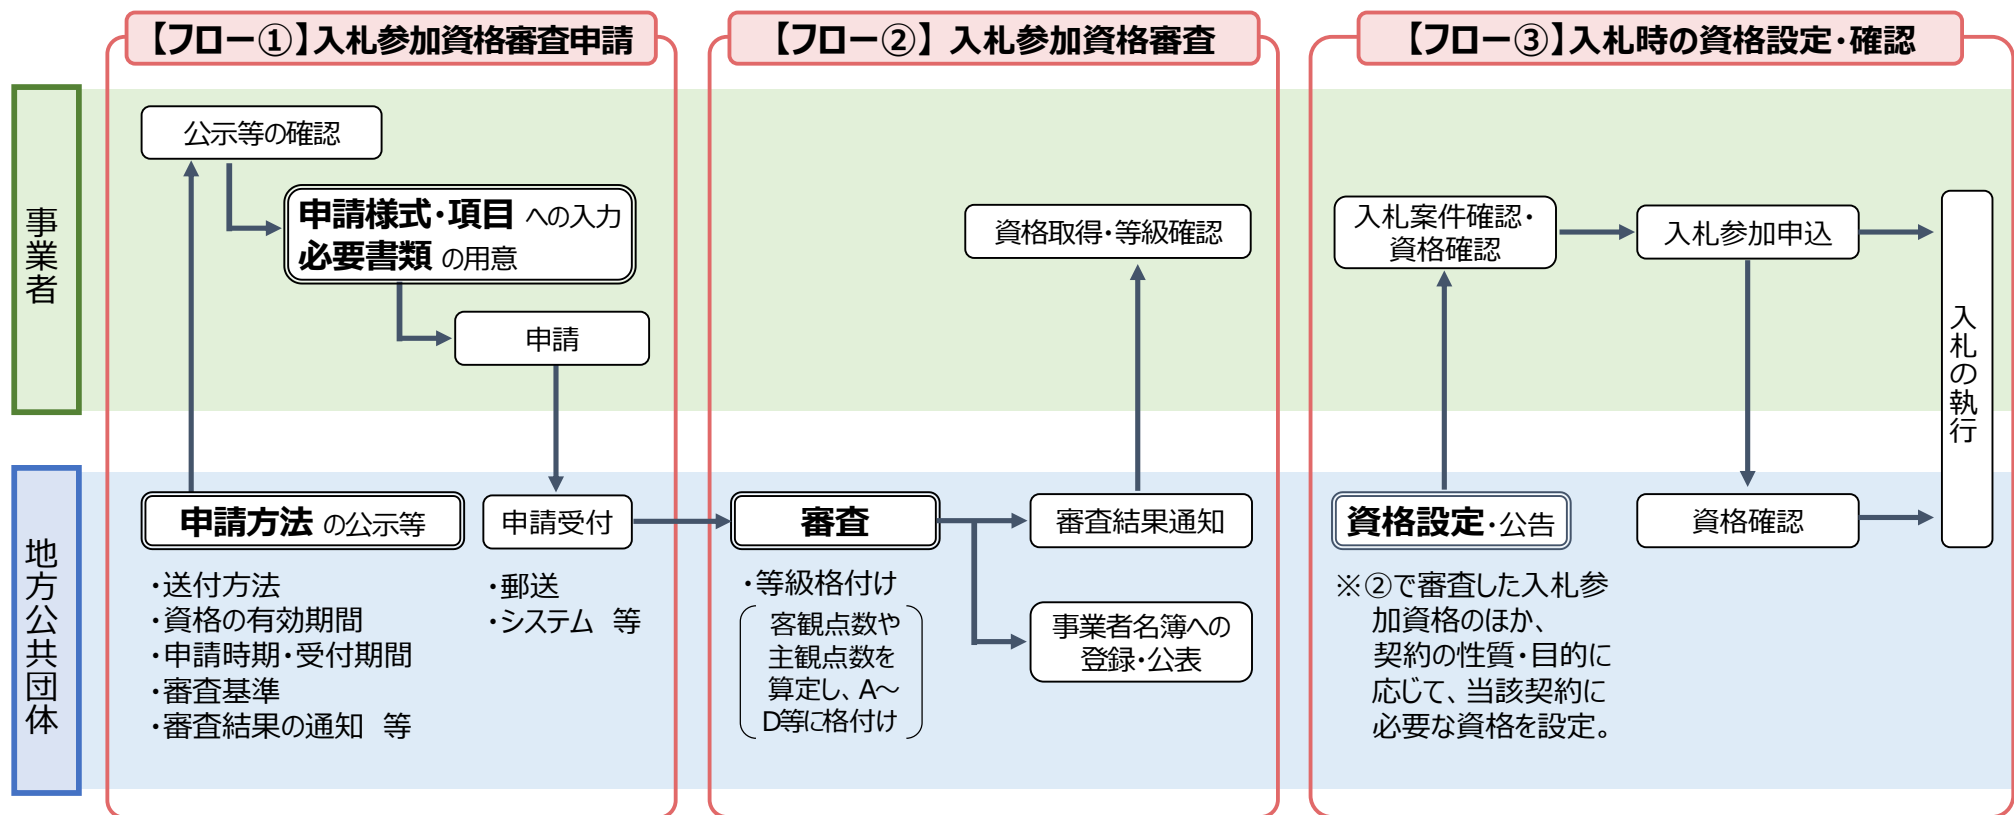 【フロー①】入札参加資格審査申請
【フロー②】 入札参加資格審査
【フロー③】入札時の資格設定・確認
事業者
公示等の確認
申請様式・項目 への入力
必要書類 の用意
申請
資格取得・等級確認
入札案件確認・
資格確認
入札参加申込
入札の執行
地方公共団体
申請方法 の公示等
・送付方法
・資格の有効期間
・申請時期・受付期間
・審査基準
・審査結果の通知 等
申請受付
・郵送
・システム 等
審査
・等級格付け
客観点数や
主観点数を
算定し、A～
D等に格付け
審査結果通知
事業者名簿への
登録・公表
資格設定・公告
※②で審査した入札参
加資格のほか、
契約の性質・目的に
応じて、当該契約に
必要な資格を設定。
資格確認